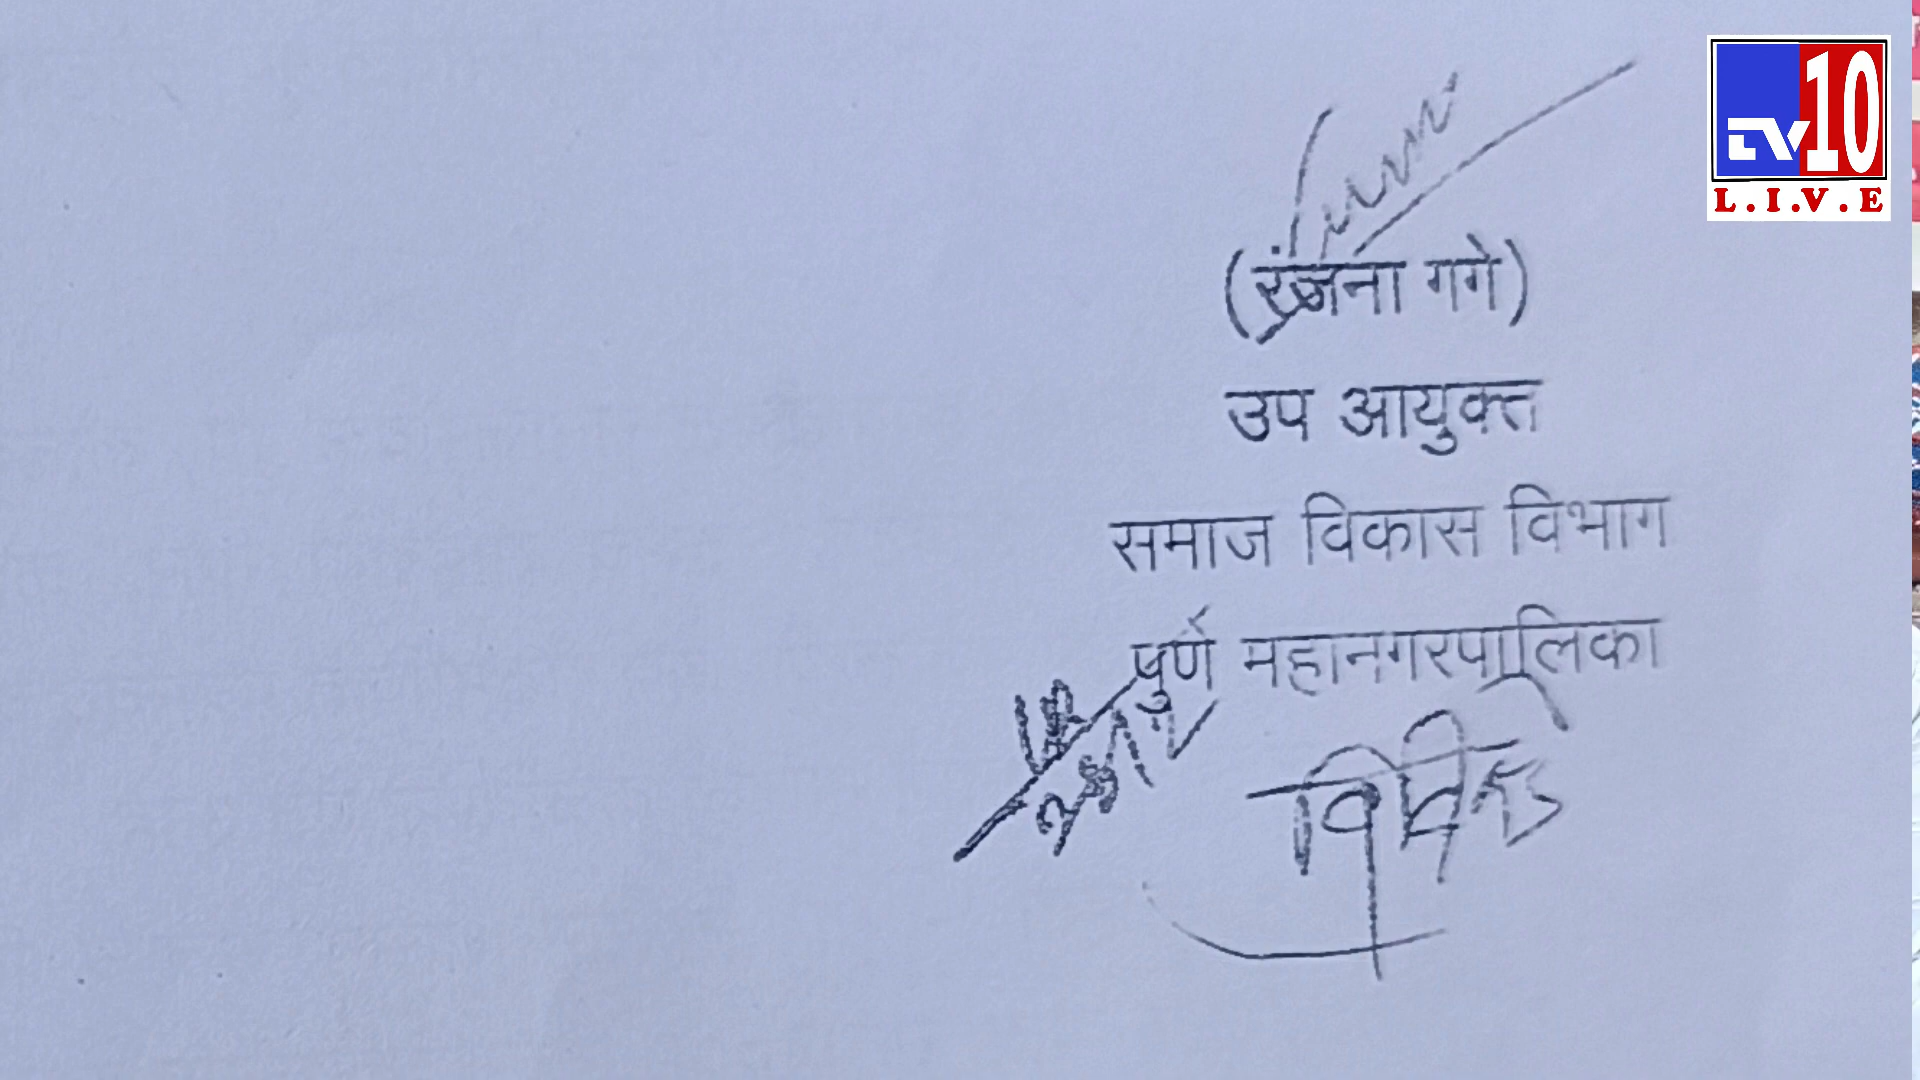 TV10
L.I.V.E
(रंजना गगे)
उप आयुक्त
समाज विकास विभाग
पुणे महानगरपालिका